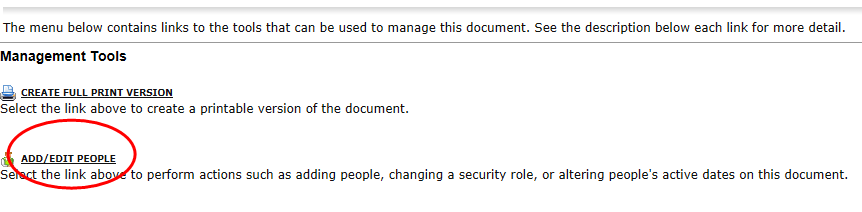 The menu below contains links to the tools that can be used to manage this document. See the description below each link for more detail.
Management Tools
CREATE FULL PRINT VERSION
Select the link above to create a printable version of the document.
ADD/EDIT PEOPLE
Select the link above to perform actions such as adding people, changing a security role, or altering people's active dates on this document.